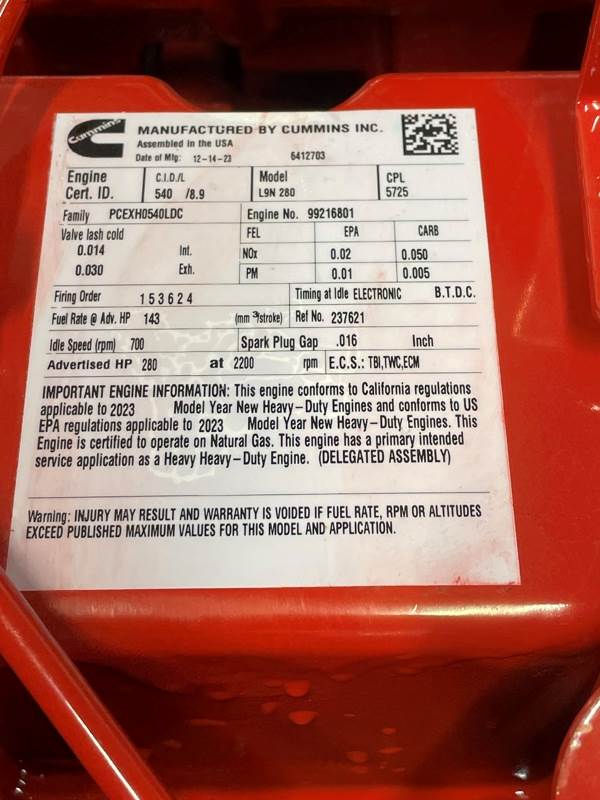 Cummins
MANUFACTURED BY CUMMINS INC.
Assembled in the USA
Date of Mfg: 12-14-23 6412703
Engine Cert. ID.
C.I.D./L 540 /8.9
Model L9N 280
CPL 5725
Family PCEXH0540LDC
Engine No. 99216801
Valve lash cold
0.014 Int.
0.030 Exh.
FEL EPA CARB
NOx 0.02 0.050
PM 0.01 0.005
Firing Order 1 5 3 6 2 4
Timing at Idle ELECTRONIC B.T.D.C.
Fuel Rate @ Adv. HP 143 (mm³/stroke)
Ref No. 237621
Idle Speed (rpm) 700
Spark Plug Gap .016 Inch
Advertised HP 280 at 2200 rpm
E.C.S.: TBI,TWC,ECM
IMPORTANT ENGINE INFORMATION: This engine conforms to California regulations
applicable to 2023 Model Year New Heavy-Duty Engines and conforms to US
EPA regulations applicable to 2023 Model Year New Heavy-Duty Engines. This
Engine is certified to operate on Natural Gas. This engine has a primary intended
service application as a Heavy Heavy-Duty Engine. (DELEGATED ASSEMBLY)
Warning: INJURY MAY RESULT AND WARRANTY IS VOIDED IF FUEL RATE, RPM OR ALTITUDES
EXCEED PUBLISHED MAXIMUM VALUES FOR THIS MODEL AND APPLICATION.